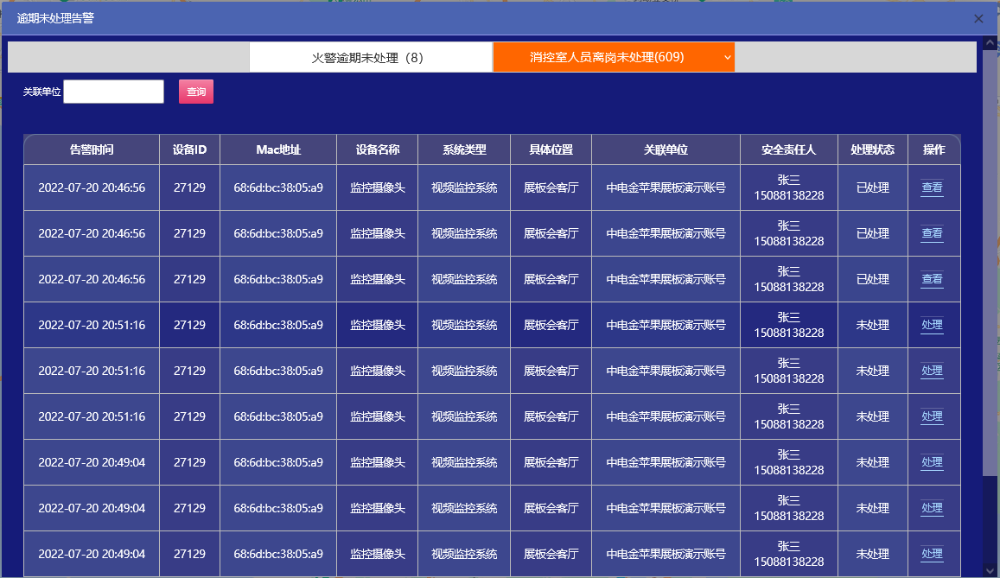 逾期未处理告警
火警逾期未处理（8） 消控室人员离岗未处理(609)
关联单位 查询
告警时间 设备ID Mac地址 设备名称 系统类型 具体位置 关联单位 安全责任人 处理状态 操作
2022-07-20 20:46:56 27129 68:6d:bc:38:05:a9 监控摄像头 视频监控系统 展板会客厅 中电金苹果展板演示账号 张三 15088138228 已处理 查看
2022-07-20 20:46:56 27129 68:6d:bc:38:05:a9 监控摄像头 视频监控系统 展板会客厅 中电金苹果展板演示账号 张三 15088138228 已处理 查看
2022-07-20 20:46:56 27129 68:6d:bc:38:05:a9 监控摄像头 视频监控系统 展板会客厅 中电金苹果展板演示账号 张三 15088138228 已处理 查看
2022-07-20 20:51:16 27129 68:6d:bc:38:05:a9 监控摄像头 视频监控系统 展板会客厅 中电金苹果展板演示账号 张三 15088138228 未处理 处理
2022-07-20 20:51:16 27129 68:6d:bc:38:05:a9 监控摄像头 视频监控系统 展板会客厅 中电金苹果展板演示账号 张三 15088138228 未处理 处理
2022-07-20 20:51:16 27129 68:6d:bc:38:05:a9 监控摄像头 视频监控系统 展板会客厅 中电金苹果展板演示账号 张三 15088138228 未处理 处理
2022-07-20 20:49:04 27129 68:6d:bc:38:05:a9 监控摄像头 视频监控系统 展板会客厅 中电金苹果展板演示账号 张三 15088138228 未处理 处理
2022-07-20 20:49:04 27129 68:6d:bc:38:05:a9 监控摄像头 视频监控系统 展板会客厅 中电金苹果展板演示账号 张三 15088138228 未处理 处理
2022-07-20 20:49:04 27129 68:6d:bc:38:05:a9 监控摄像头 视频监控系统 展板会客厅 中电金苹果展板演示账号 张三 15088138228 未处理 处理